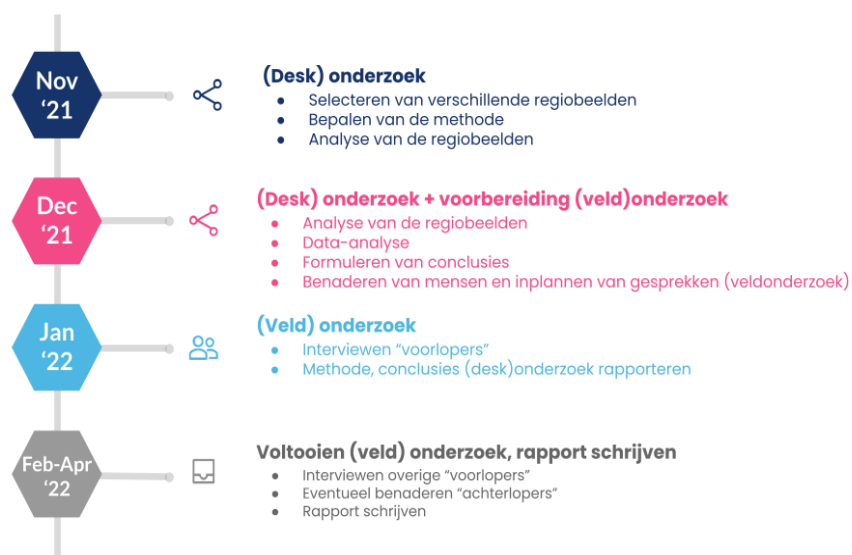 Nov
‘21
(Desk) onderzoek
● Selecteren van verschillende regiobeelden
● Bepalen van de methode
● Analyse van de regiobeelden
Dec
‘21
(Desk) onderzoek + voorbereiding (veld)onderzoek
● Analyse van de regiobeelden
● Data-analyse
● Formuleren van conclusies
● Benaderen van mensen en inplannen van gesprekken (veldonderzoek)
Jan
‘22
(Veld) onderzoek
● Interviewen “voorlopers”
● Methode, conclusies (desk)onderzoek rapporteren
Feb-Apr
‘22
Voltooien (veld) onderzoek, rapport schrijven
● Interviewen overige “voorlopers”
● Eventueel benaderen “achterlopers”
● Rapport schrijven